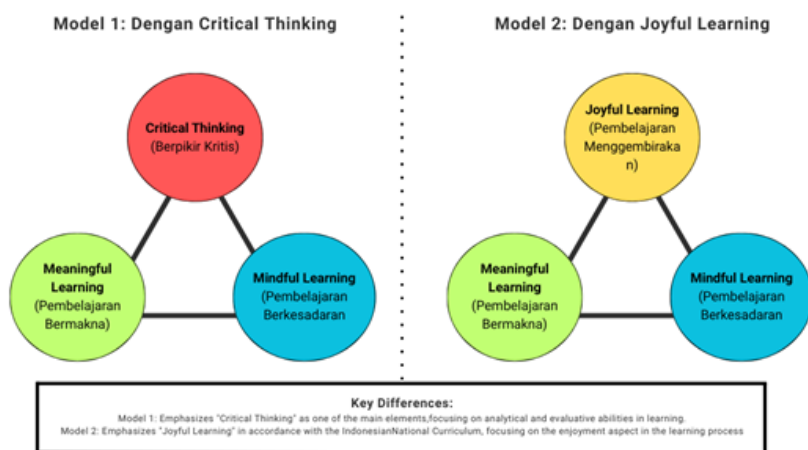 Model 1: Dengan Critical Thinking
Critical Thinking
(Berpikir Kritis)
Meaningful
Learning
(Pembelajaran
Bermakna)
Mindful Learning
(Pembelajaran
Berkesadaran
Model 2: Dengan Joyful Learning
Joyful Learning
(Pembelajaran
Menggembiraka
n)
Meaningful
Learning
(Pembelajaran
Bermakna)
Mindful Learning
(Pembelajaran
Berkesadaran
Key Differences:
Model 1: Emphasizes "Critical Thinking" as one of the main elements,focusing on analytical and evaluative abilities in learning.
Model 2: Emphasizes "Joyful Learning" in accordance with the IndonesianNational Curriculum, focusing on the enjoyment aspect in the learning process